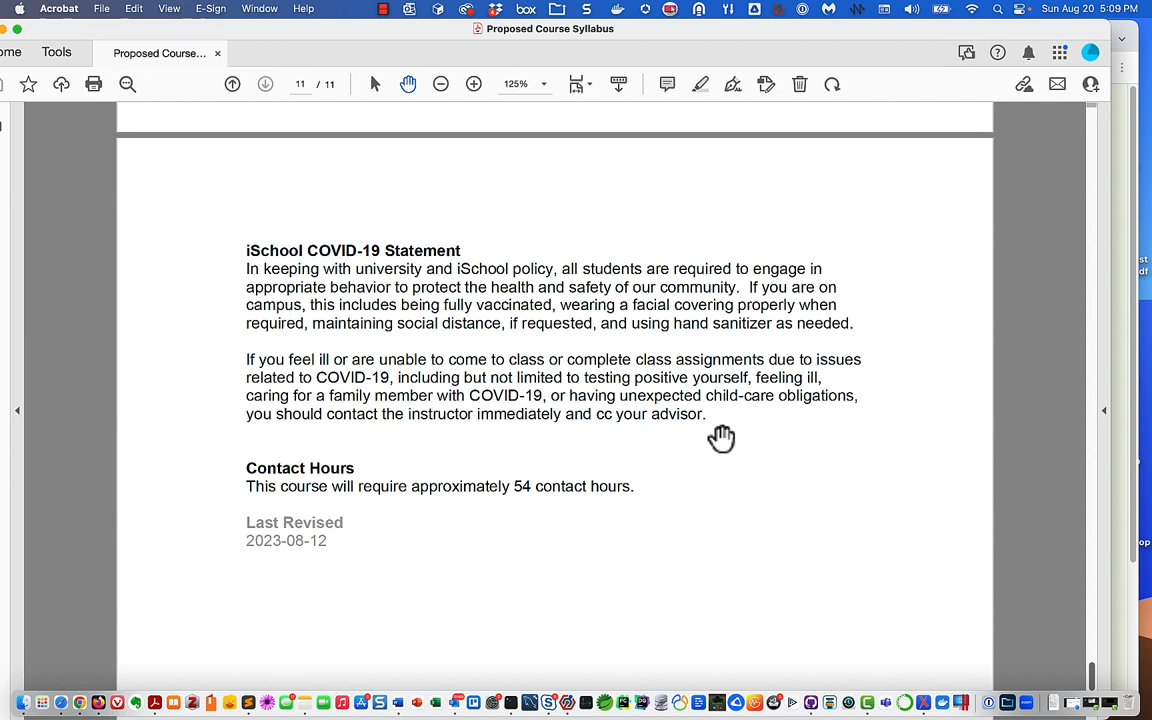 Acrobat File Edit View E-Sign Window Help box Sun Aug 20 5:09 PM
Proposed Course Syllabus
ome Tools Proposed Course... ×
11 / 11 125%
iSchool COVID-19 Statement
In keeping with university and iSchool policy, all students are required to engage in
appropriate behavior to protect the health and safety of our community. If you are on
campus, this includes being fully vaccinated, wearing a facial covering properly when
required, maintaining social distance, if requested, and using hand sanitizer as needed.
If you feel ill or are unable to come to class or complete class assignments due to issues
related to COVID-19, including but not limited to testing positive yourself, feeling ill,
caring for a family member with COVID-19, or having unexpected child-care obligations,
you should contact the instructor immediately and cc your advisor.
Contact Hours
This course will require approximately 54 contact hours.
Last Revised
2023-08-12
st
df
op